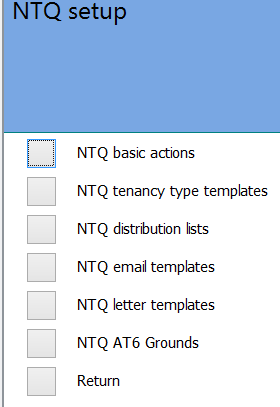 NTQ setup
NTQ basic actions
NTQ tenancy type templates
NTQ distribution lists
NTQ email templates
NTQ letter templates
NTQ AT6 Grounds
Return